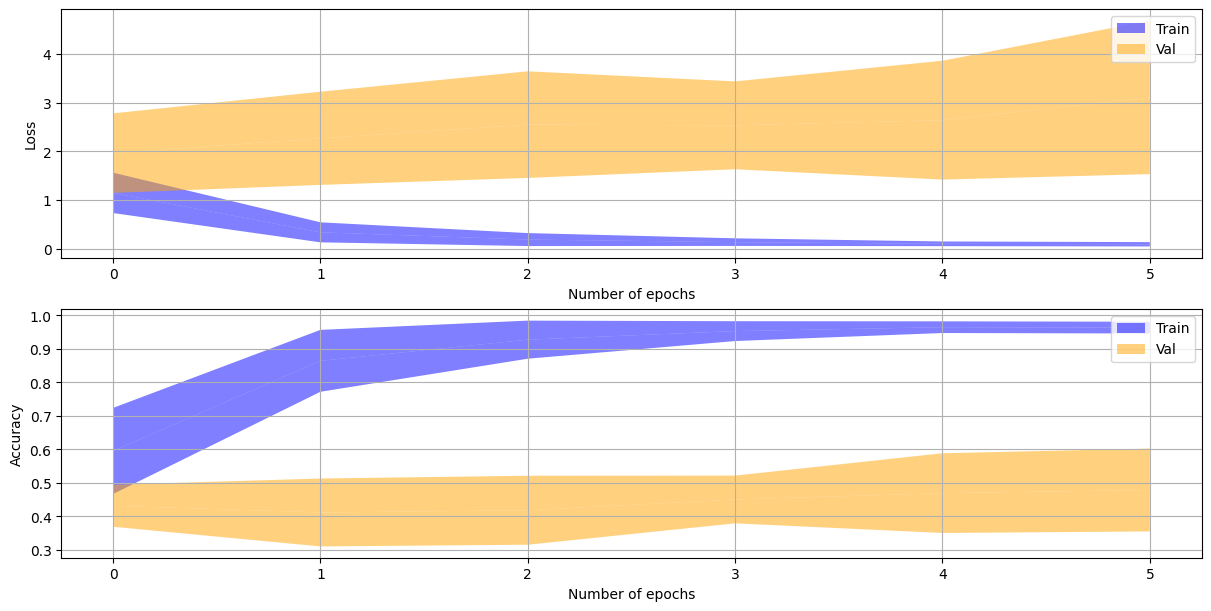 Loss
4
3
2
1
0
Train
Val
0 1 2 3 4 5
Number of epochs
Accuracy
1.0
0.9
0.8
0.7
0.6
0.5
0.4
0.3
Train
Val
0 1 2 3 4 5
Number of epochs